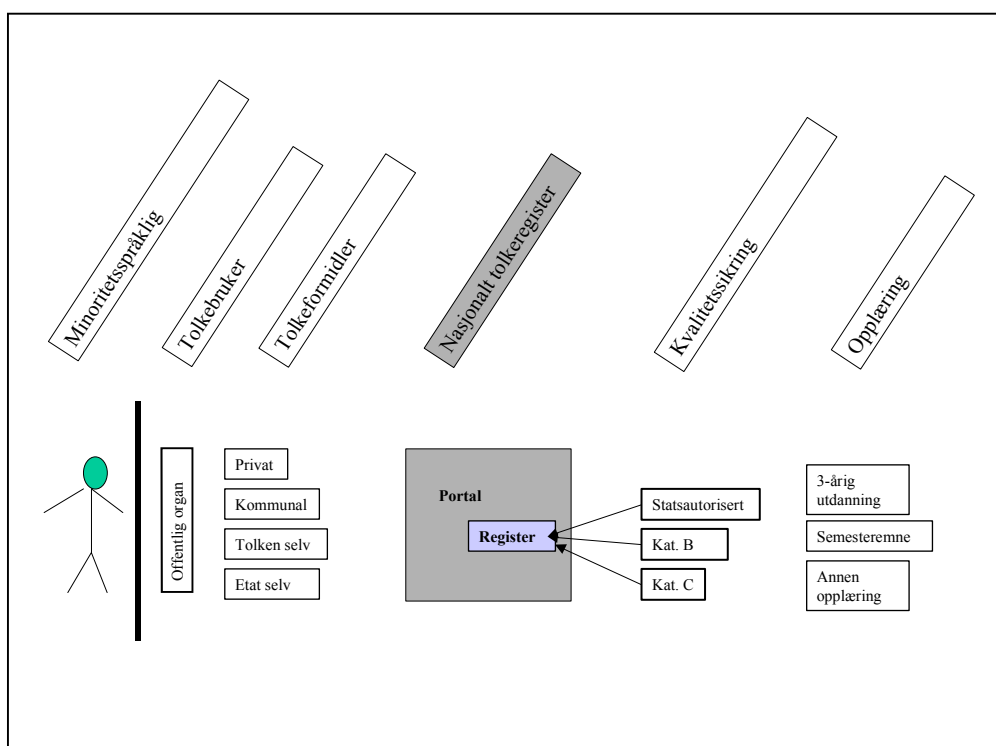 Minoritetsspråklig
Tolkebruker
Tolkeformidler
Nasjonalt tolkeregister
Kvalitetssikring
Opplæring
Offentlig organ
Privat
Kommunal
Tolken selv
Etat selv
Portal
Register
Statsautorisert
Kat. B
Kat. C
3-årig
utdanning
Semesteremne
Annen
opplæring